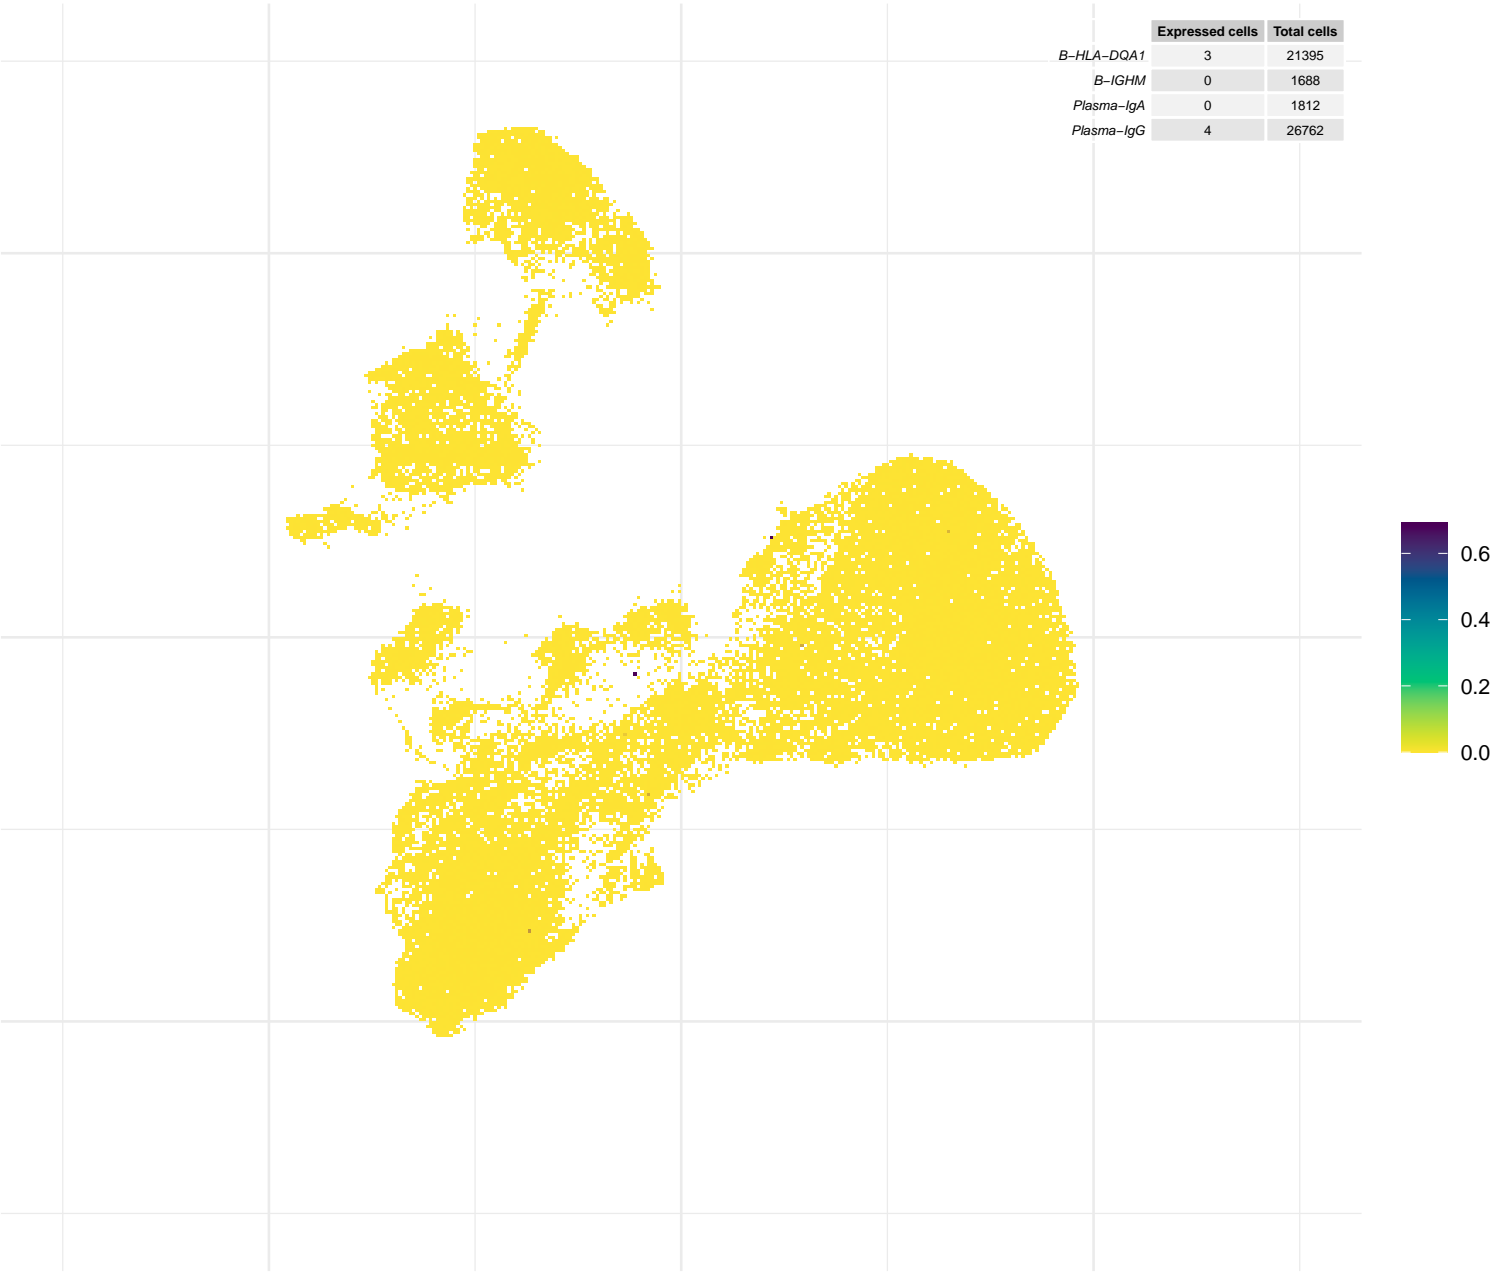 Expressed cells Total cells
B-HLA-DQA1 3 21395
B-IGHM 0 1688
Plasma-IgA 0 1812
Plasma-IgG 4 26762
0.6
0.4
0.2
0.0